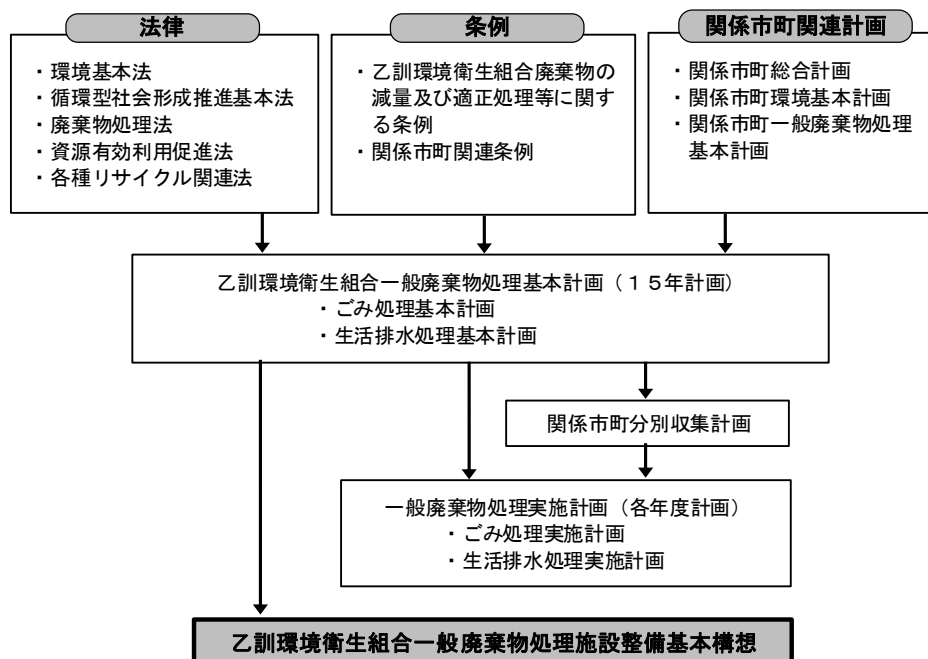 法律
・環境基本法
・循環型社会形成推進基本法
・廃棄物処理法
・資源有効利用促進法
・各種リサイクル関連法
条例
・乙訓環境衛生組合廃棄物の
減量及び適正処理等に関す
る条例
・関係市町関連条例
関係市町関連計画
・関係市町総合計画
・関係市町環境基本計画
・関係市町一般廃棄物処理
基本計画
乙訓環境衛生組合一般廃棄物処理基本計画（１５年計画）
・ごみ処理基本計画
・生活排水処理基本計画
関係市町分別収集計画
一般廃棄物処理実施計画（各年度計画）
・ごみ処理実施計画
・生活排水処理実施計画
乙訓環境衛生組合一般廃棄物処理施設整備基本構想